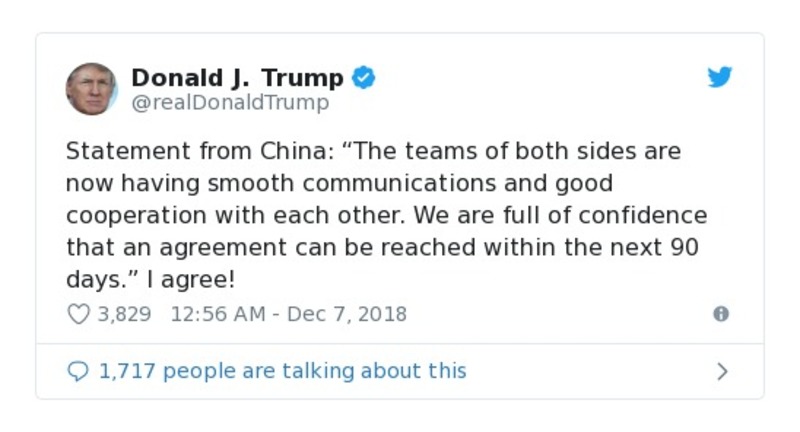 Donald J. Trump
@realDonaldTrump
Statement from China: “The teams of both sides are
now having smooth communications and good
cooperation with each other. We are full of confidence
that an agreement can be reached within the next 90
days.” I agree!
3,829 12:56 AM - Dec 7, 2018
1,717 people are talking about this